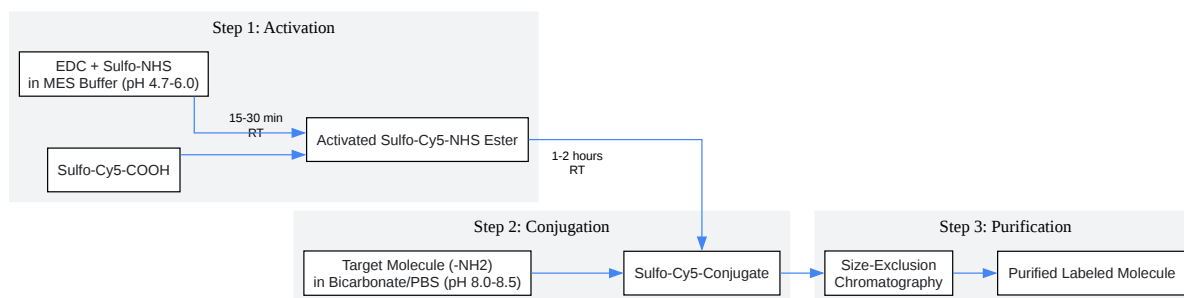 Step 1: Activation
EDC + Sulfo-NHS
in MES Buffer (pH 4.7-6.0)
15-30 min
RT
Sulfo-Cy5-COOH
Activated Sulfo-Cy5-NHS Ester
1-2 hours
RT
Step 2: Conjugation
Target Molecule (-NH2)
in Bicarbonate/PBS (pH 8.0-8.5)
Sulfo-Cy5-Conjugate
Step 3: Purification
Size-Exclusion
Chromatography
Purified Labeled Molecule